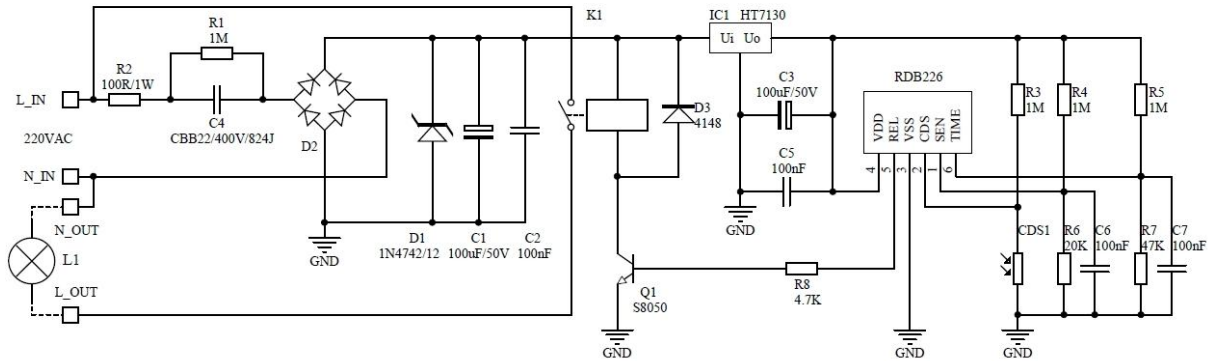 K1
IC1 HT7130
Ui Uo
R1
1M
R2
100R/1W
L_IN
C4
CBB22/400V/824J
220VAC
D2
N_IN
N_OUT
L1
L_OUT
GND
D1
1N4742/12
C1
100uF/50V
C2
100nF
D3
4148
Q1
S8050
GND
R8
4.7K
C3
100uF/50V
C5
100nF
GND
RDB226
VDD
REL
VSS
CDS
SEN
TIME
4
5
3
2
1
6
GND
R3
1M
R4
1M
R5
1M
CDS1
R6
20K
C6
100nF
R7
47K
C7
100nF
GND